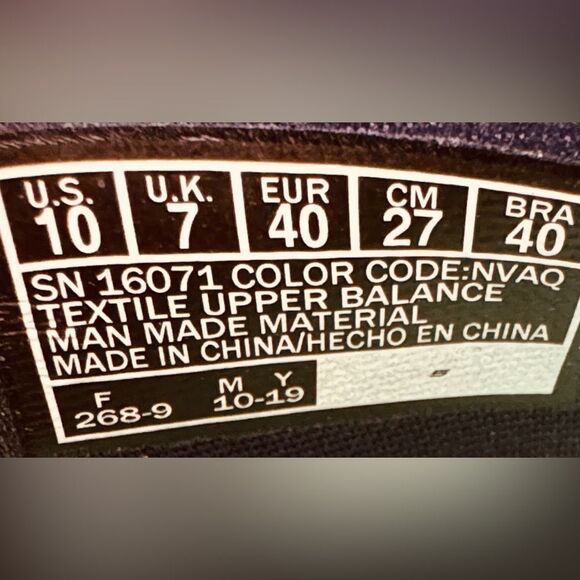 U.S. U.K. EUR CM BRA
10 7 40 27 40
SN 16071 COLOR CODE:NVAQ
TEXTILE UPPER BALANCE
MAN MADE MATERIAL
MADE IN CHINA/HECHO EN CHINA
F M Y
268-9 10-19